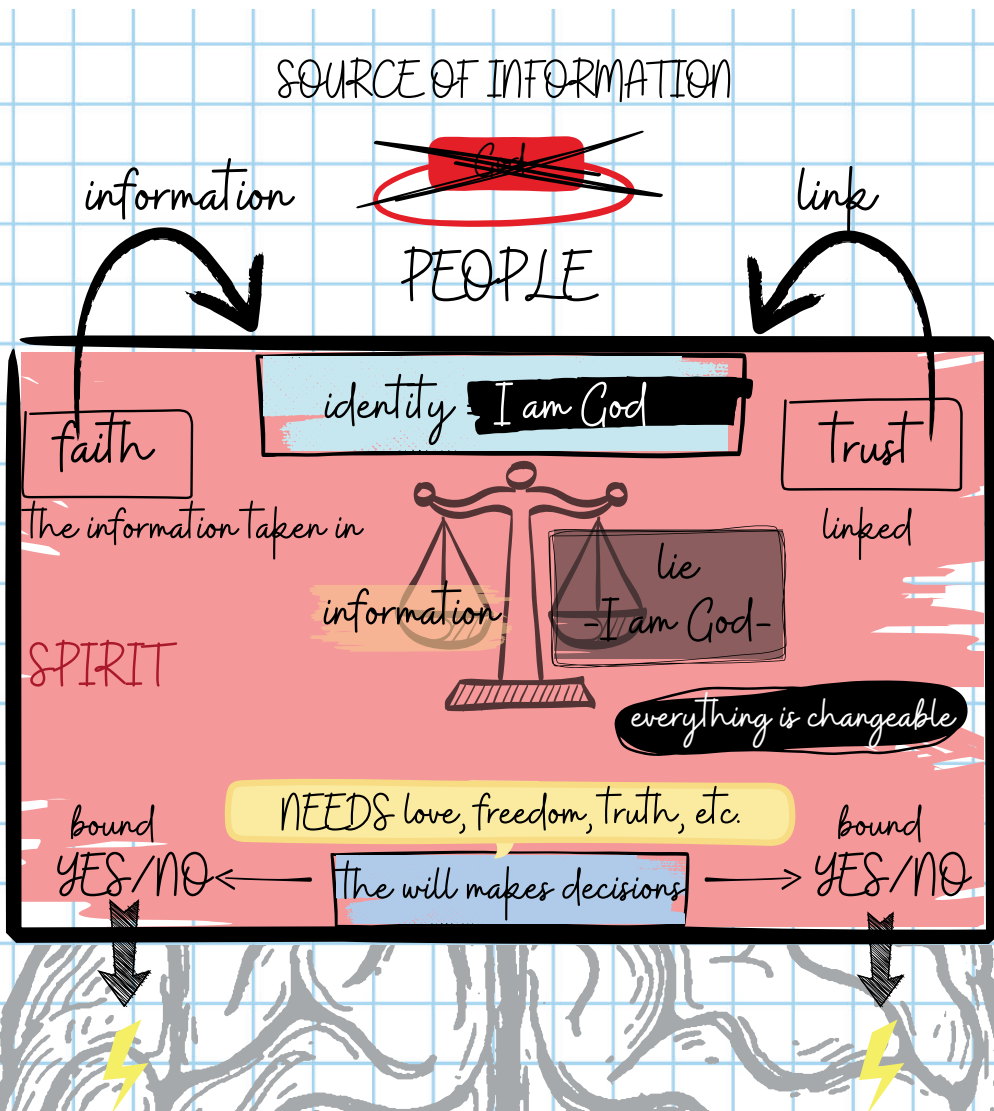 SOURCE OF INFORMATION
God
information
link
PEOPLE
identity = I am God
faith
trust
the information taken in
linked
lie
information
-I am God-
SPIRIT
everything is changeable
NEEDS love, freedom, truth, etc.
bound
bound
YES/NO
the will makes decisions
YES/NO